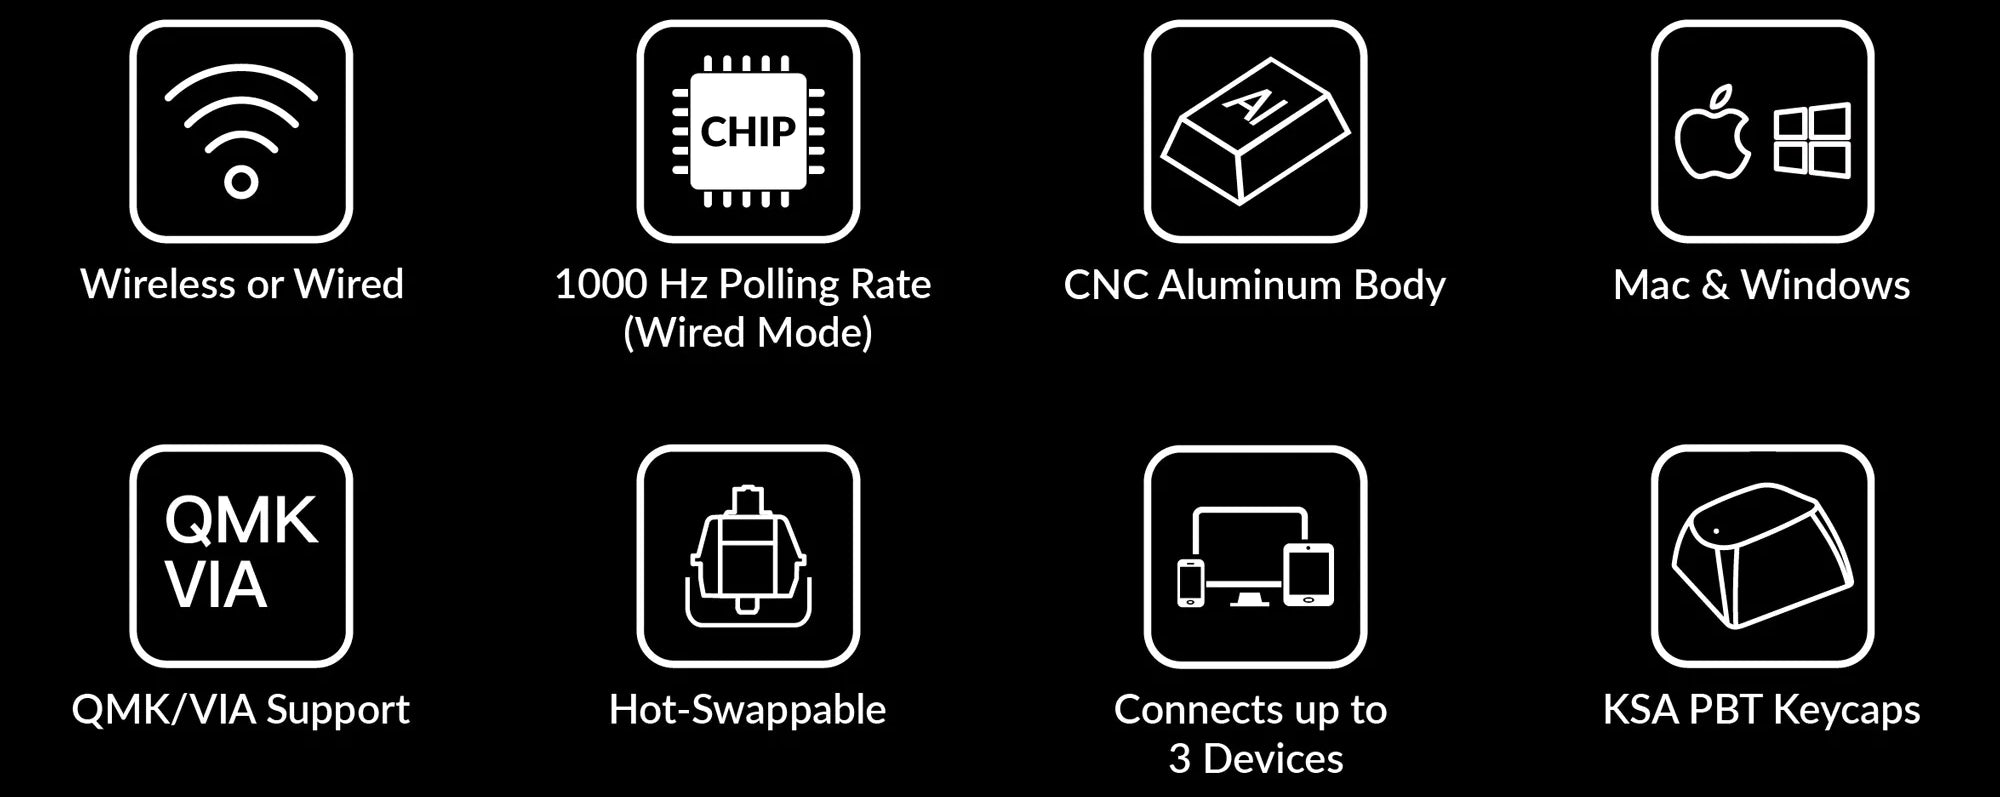 CHIP
Al
Wireless or Wired
1000 Hz Polling Rate
(Wired Mode)
CNC Aluminum Body
Mac & Windows
QMK
VIA
QMK/VIA Support
Hot-Swappable
Connects up to
3 Devices
KSA PBT Keycaps